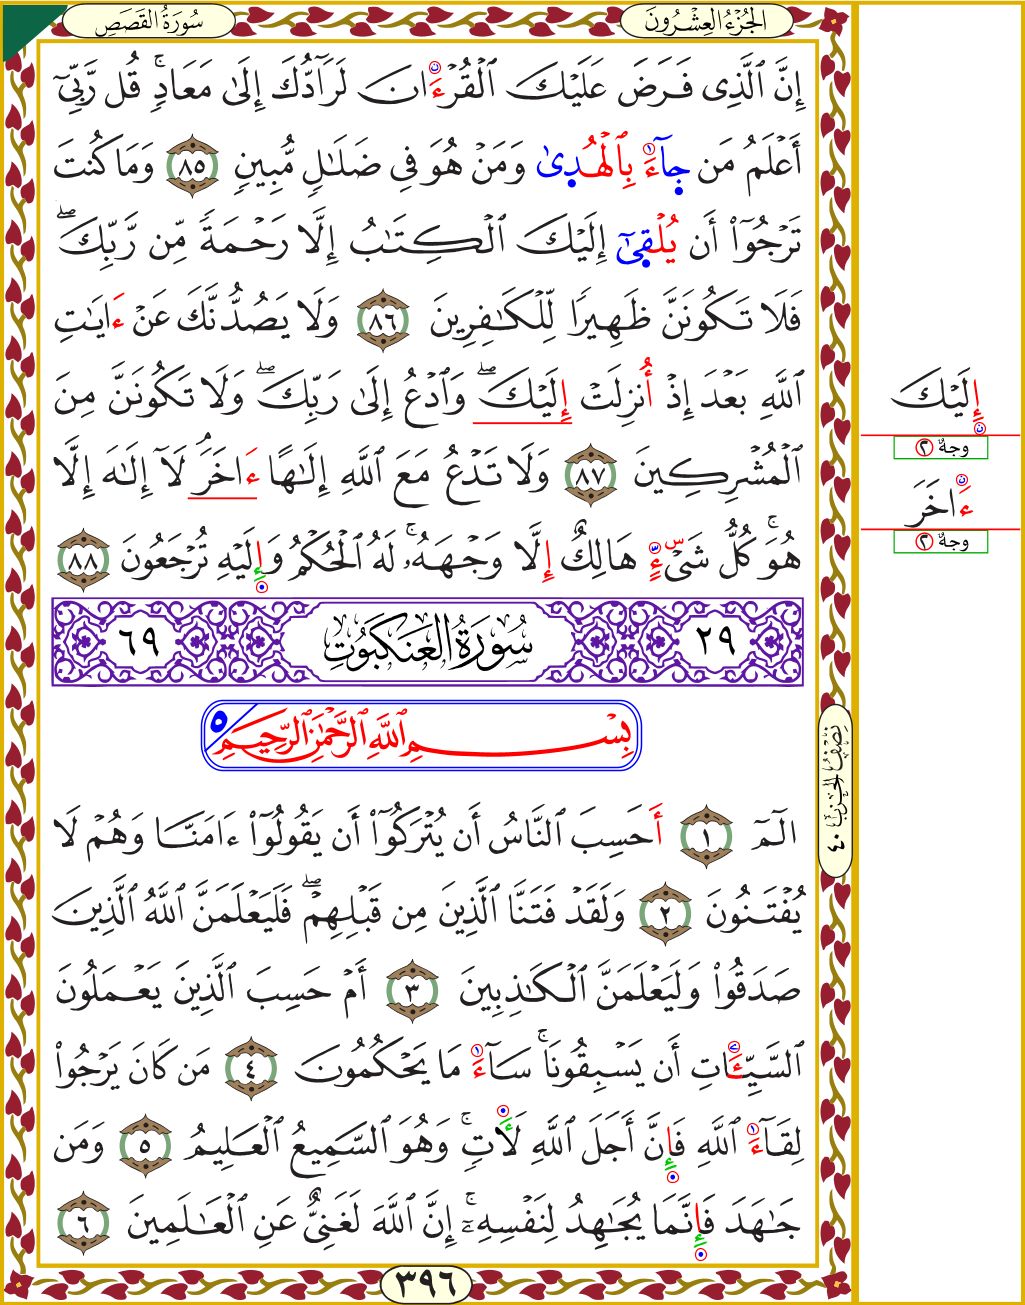 الجُزْءُ العِشْرُونَ
سُورَةُ القَصَصِ
إِنَّ ٱلَّذِى فَرَضَ عَلَيْكَ ٱلْقُرْءَانَ لَرَآدُّكَ إِلَىٰ مَعَادٍۚ قُل رَّبِّىٓ
أَعْلَمُ مَن جَآءَ بِٱلْهُدَىٰ وَمَنْ هُوَ فِى ضَلَـٰلٍ مُّبِينٍ ٨٥ وَمَا كُنتَ
تَرْجُوٓا۟ أَن يُلْقَىٰٓ إِلَيْكَ ٱلْكِتَـٰبُ إِلَّا رَحْمَةً مِّن رَّبِّكَۖ
فَلَا تَكُونَنَّ ظَهِيرًا لِّلْكَـٰفِرِينَ ٨٦ وَلَا يَصُدُّنَّكَ عَنْ ءَايَـٰتِ
ٱللَّهِ بَعْدَ إِذْ أُنزِلَتْ إِلَيْكَۖ وَٱدْعُ إِلَىٰ رَبِّكَۖ وَلَا تَكُونَنَّ مِنَ
ٱلْمُشْرِكِينَ ٨٧ وَلَا تَدْعُ مَعَ ٱللَّهِ إِلَـٰهًا ءَاخَرَۘ لَآ إِلَـٰهَ إِلَّا
هُوَۚ كُلُّ شَىْءٍ هَالِكٌ إِلَّا وَجْهَهُۥۚ لَهُ ٱلْحُكْمُ وَإِلَيْهِ تُرْجَعُونَ ٨٨
٢٩ سُورَةُ العَنكَبُوتِ ٦٩
بِسْمِ ٱللَّهِ ٱلرَّحْمَـٰنِ ٱلرَّحِيمِ ٥
الٓمٓ ١ أَحَسِبَ ٱلنَّاسُ أَن يُتْرَكُوٓا۟ أَن يَقُولُوٓا۟ ءَامَنَّا وَهُمْ لَا
يُفْتَنُونَ ٢ وَلَقَدْ فَتَنَّا ٱلَّذِينَ مِن قَبْلِهِمْۖ فَلَيَعْلَمَنَّ ٱللَّهُ ٱلَّذِينَ
صَدَقُوا۟ وَلَيَعْلَمَنَّ ٱلْكَـٰذِبِينَ ٣ أَمْ حَسِبَ ٱلَّذِينَ يَعْمَلُونَ
ٱلسَّيِّـَٔاتِ أَن يَسْبِقُونَاۚ سَآءَ مَا يَحْكُمُونَ ٤ مَن كَانَ يَرْجُوا۟
لِقَآءَ ٱللَّهِ فَإِنَّ أَجَلَ ٱللَّهِ لَـَٔاتٍۚ وَهُوَ ٱلسَّمِيعُ ٱلْعَلِيمُ ٥ وَمَن
جَـٰهَدَ فَإِنَّمَا يُجَـٰهِدُ لِنَفْسِهِۦٓۚ إِنَّ ٱللَّهَ لَغَنِىٌّ عَنِ ٱلْعَـٰلَمِينَ ٦
٣٩٦
نِصْفُ الحِزْبِ ٤٠
إِلَيْكَ
وجهٌ ٢
ءَاخَرَ
وجهٌ ٢